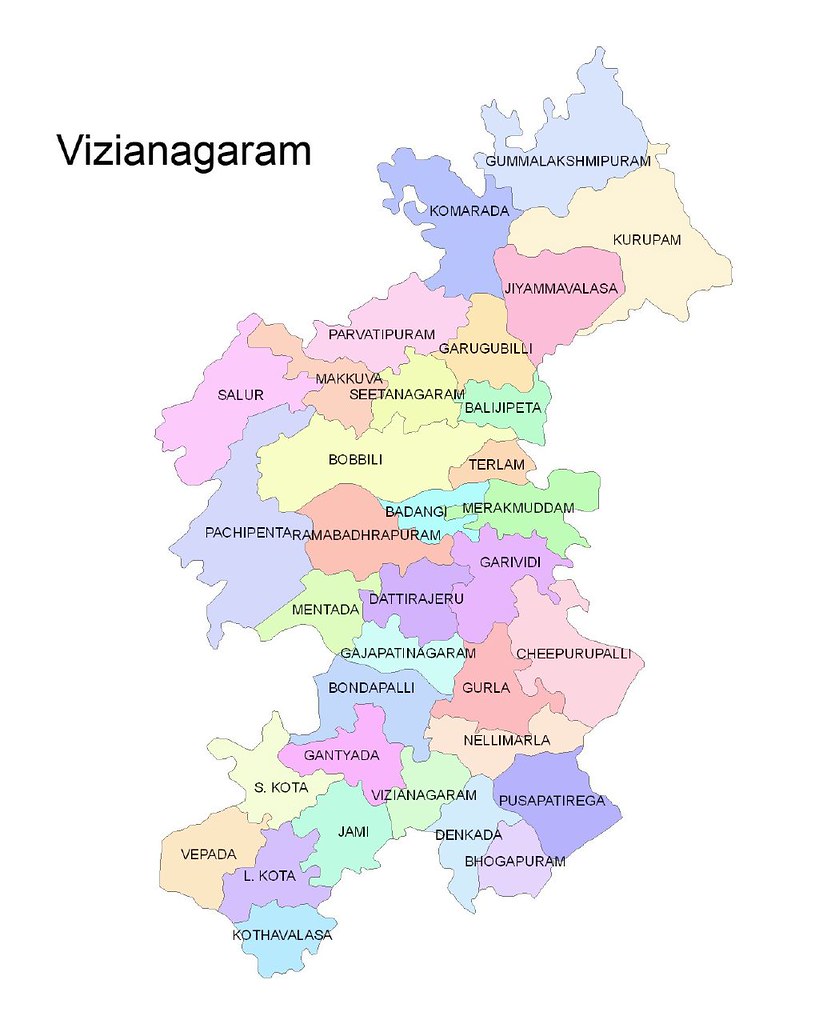 Vizianagaram
GUMMALAKSHMIPURAM
KOMARADA
KURUPAM
JIYAMMAVALASA
PARVATIPURAM
GARUGUBILLI
MAKKUVA
SEETANAGARAM
SALUR
BALIJIPETA
BOBBILI
TERLAM
BADANGI
MERAKMUDDAM
PACHIPENTA
RAMABADHRAPURAM
GARIVIDI
DATTIRAJERU
MENTADA
GAJAPATINAGARAM
CHEEPURUPALLI
BONDAPALLI
GURLA
NELLIMARLA
GANTYADA
S. KOTA
VIZIANAGARAM
PUSAPATIREGA
JAMI
DENKADA
VEPADA
BHOGAPURAM
L. KOTA
KOTHAVALASA